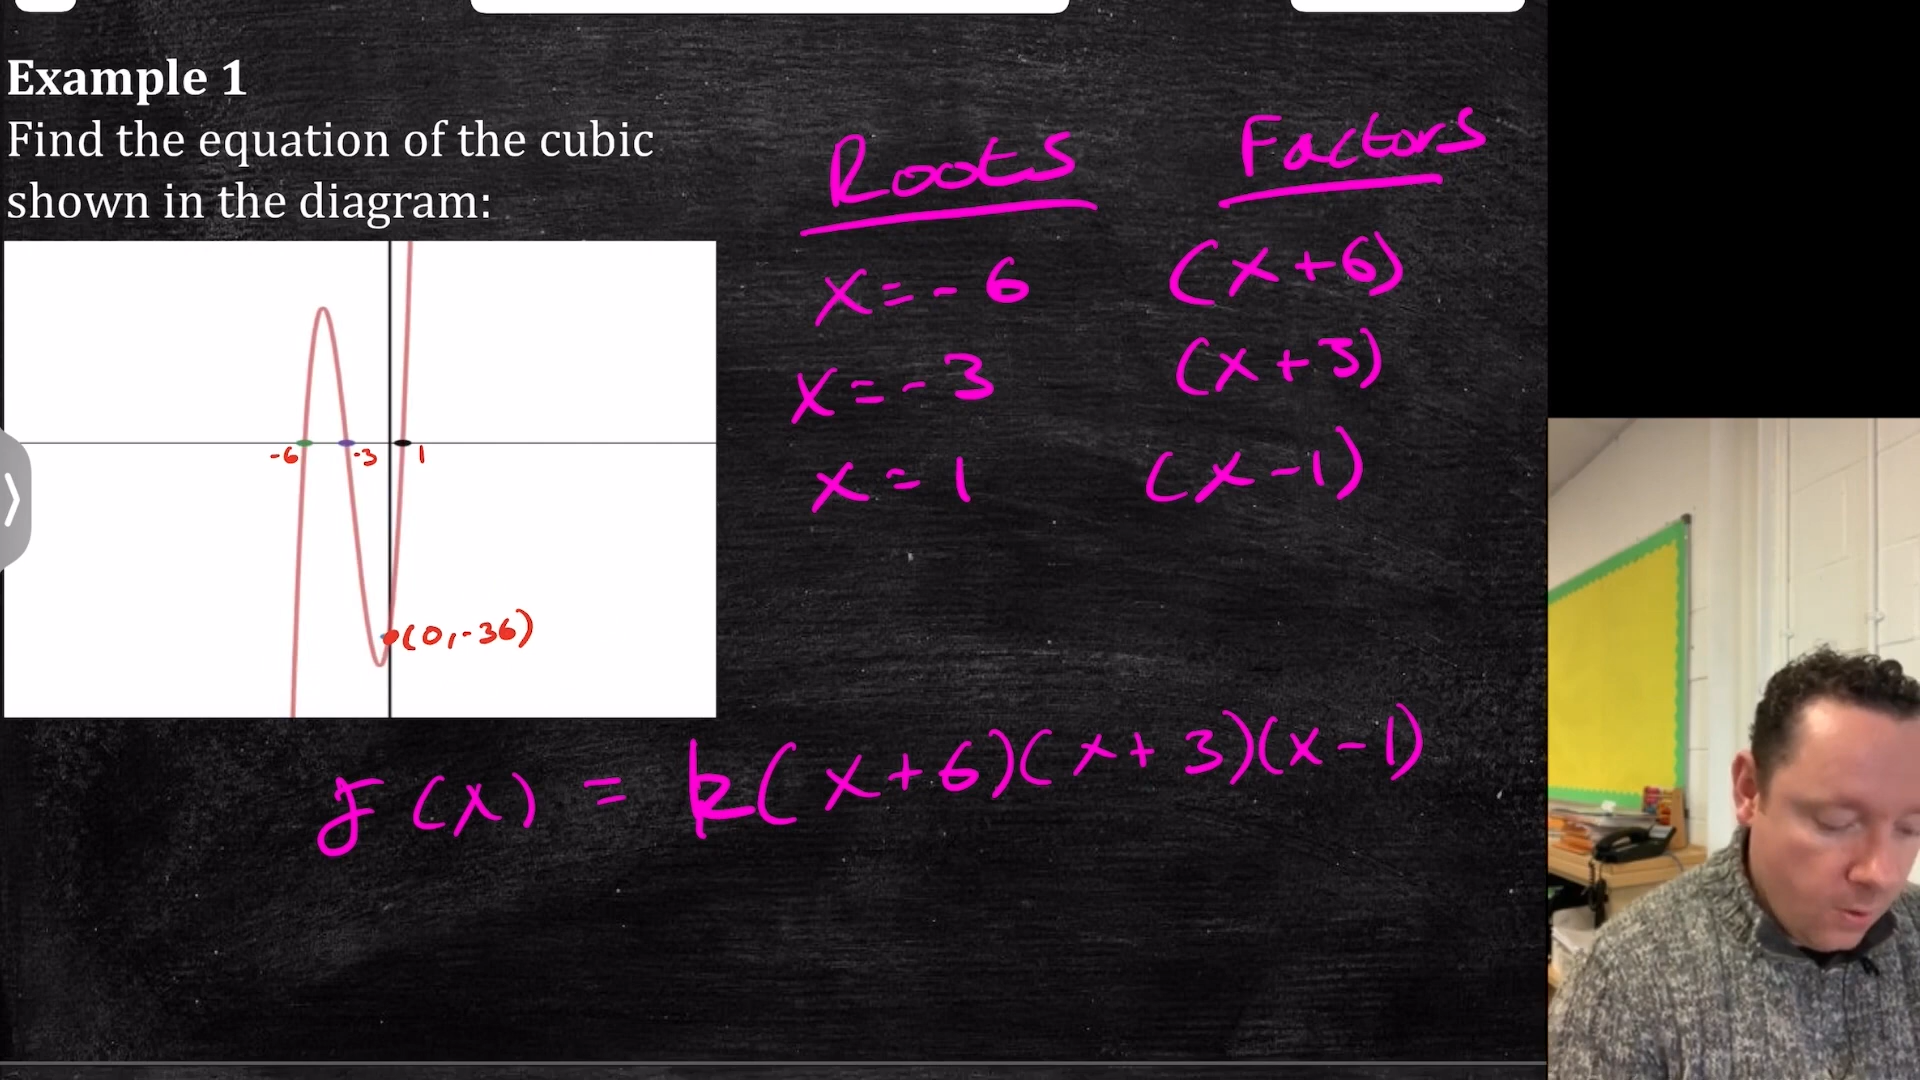 Example 1
Find the equation of the cubic
shown in the diagram:
-6 -3 1
(0,-36)
Roots Factors
x=-6 (x+6)
x=-3 (x+3)
x=1 (x-1)
f(x) = k(x+6)(x+3)(x-1)